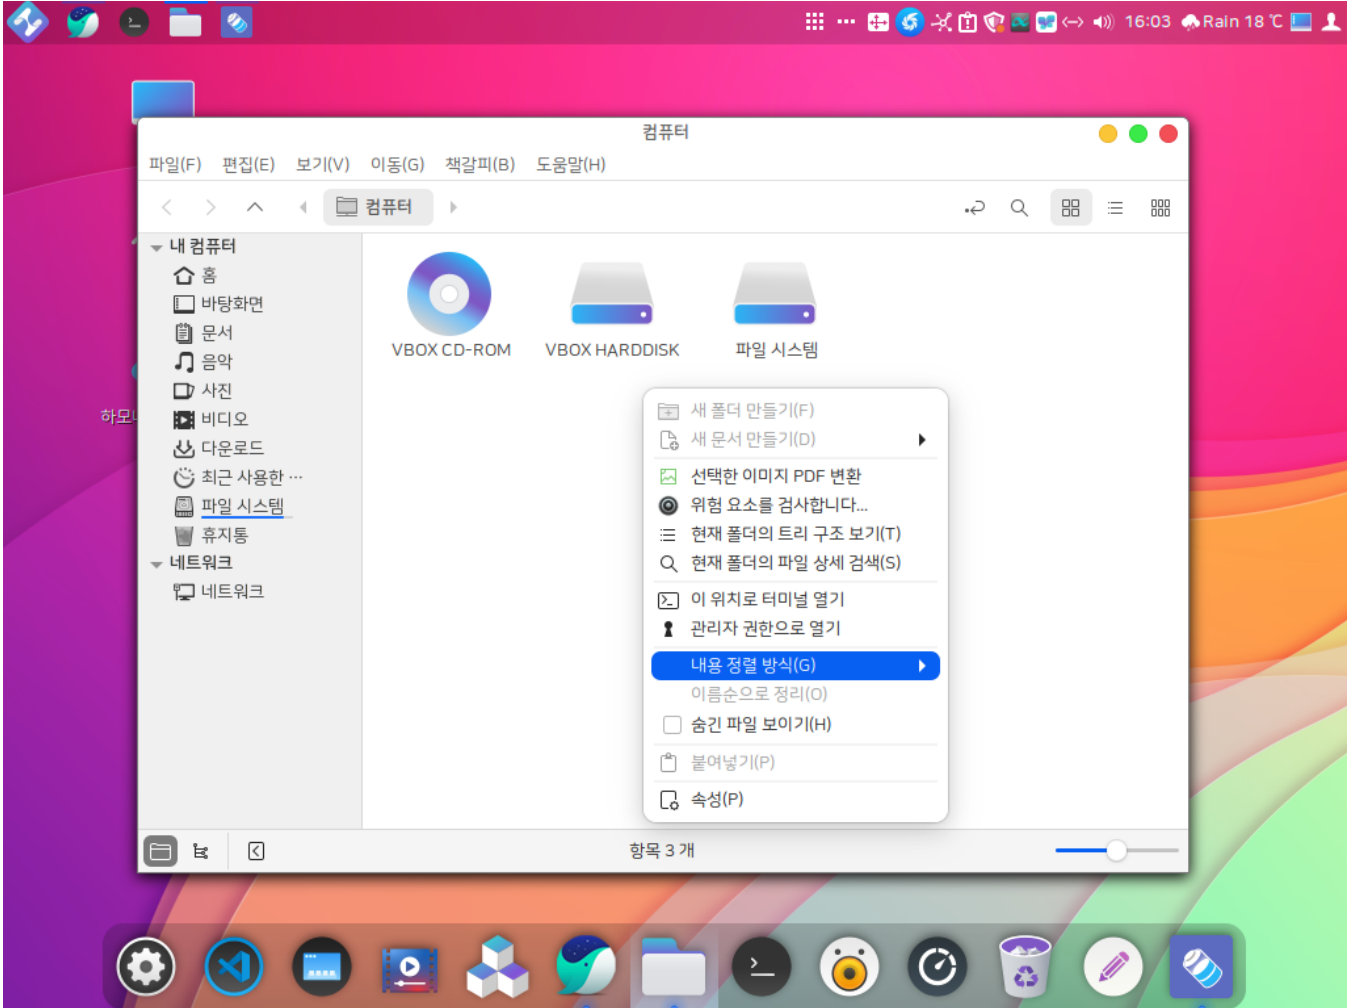 16:03 Rain 18 ℃
컴퓨터
파일(F) 편집(E) 보기(V) 이동(G) 책갈피(B) 도움말(H)
컴퓨터
내 컴퓨터
홈
바탕화면
문서
음악
사진
비디오
다운로드
최근 사용한 ···
파일 시스템
휴지통
네트워크
네트워크
VBOX CD-ROM
VBOX HARDDISK
파일 시스템
하모
새 폴더 만들기(F)
새 문서 만들기(D)
선택한 이미지 PDF 변환
위험 요소를 검사합니다...
현재 폴더의 트리 구조 보기(T)
현재 폴더의 파일 상세 검색(S)
이 위치로 터미널 열기
관리자 권한으로 열기
내용 정렬 방식(G)
이름순으로 정리(O)
숨긴 파일 보이기(H)
붙여넣기(P)
속성(P)
항목 3 개